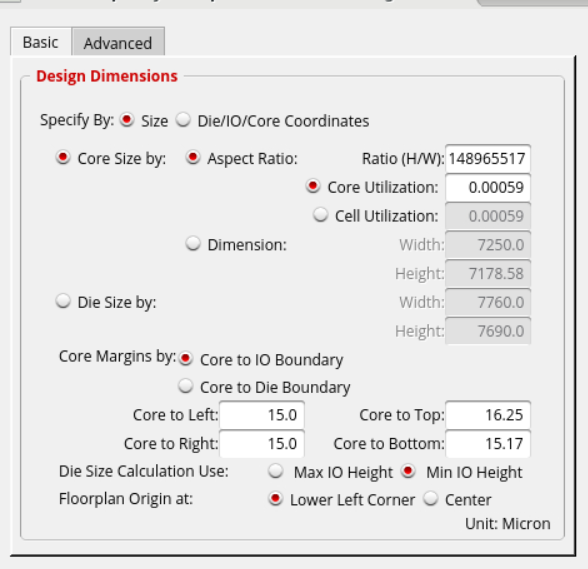 Basic Advanced
Design Dimensions
Specify By: Size Die/IO/Core Coordinates
Core Size by: Aspect Ratio: Ratio (H/W): 148965517
Core Utilization: 0.00059
Cell Utilization: 0.00059
Dimension: Width: 7250.0
Height: 7178.58
Die Size by: Width: 7760.0
Height: 7690.0
Core Margins by: Core to IO Boundary
Core to Die Boundary
Core to Left: 15.0 Core to Top: 16.25
Core to Right: 15.0 Core to Bottom: 15.17
Die Size Calculation Use: Max IO Height Min IO Height
Floorplan Origin at: Lower Left Corner Center
Unit: Micron